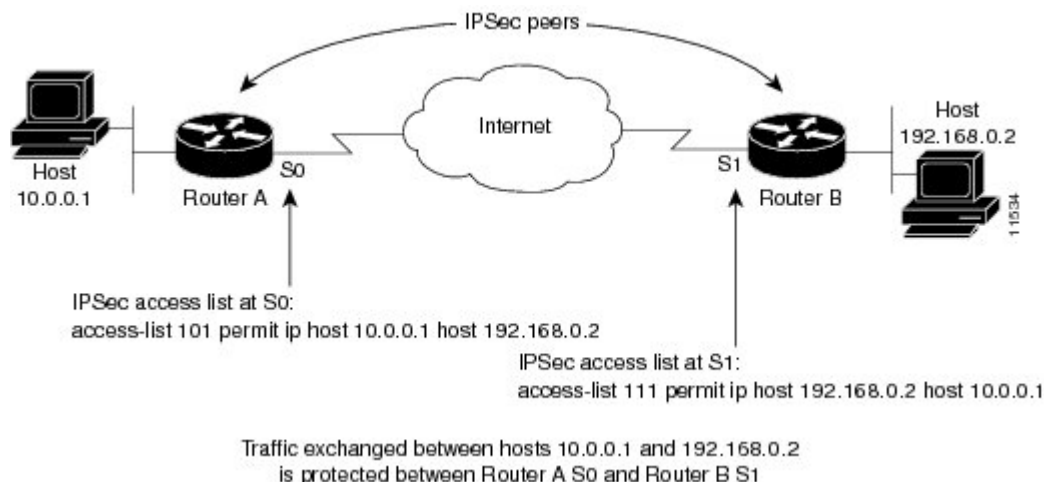 IPSec peers
Internet
Host
10.0.0.1
Router A
S0
S1
Router B
Host
192.168.0.2
11534
IPSec access list at S0:
access-list 101 permit ip host 10.0.0.1 host 192.168.0.2
IPSec access list at S1:
access-list 111 permit ip host 192.168.0.2 host 10.0.0.1
Traffic exchanged between hosts 10.0.0.1 and 192.168.0.2
is protected between Router A S0 and Router B S1